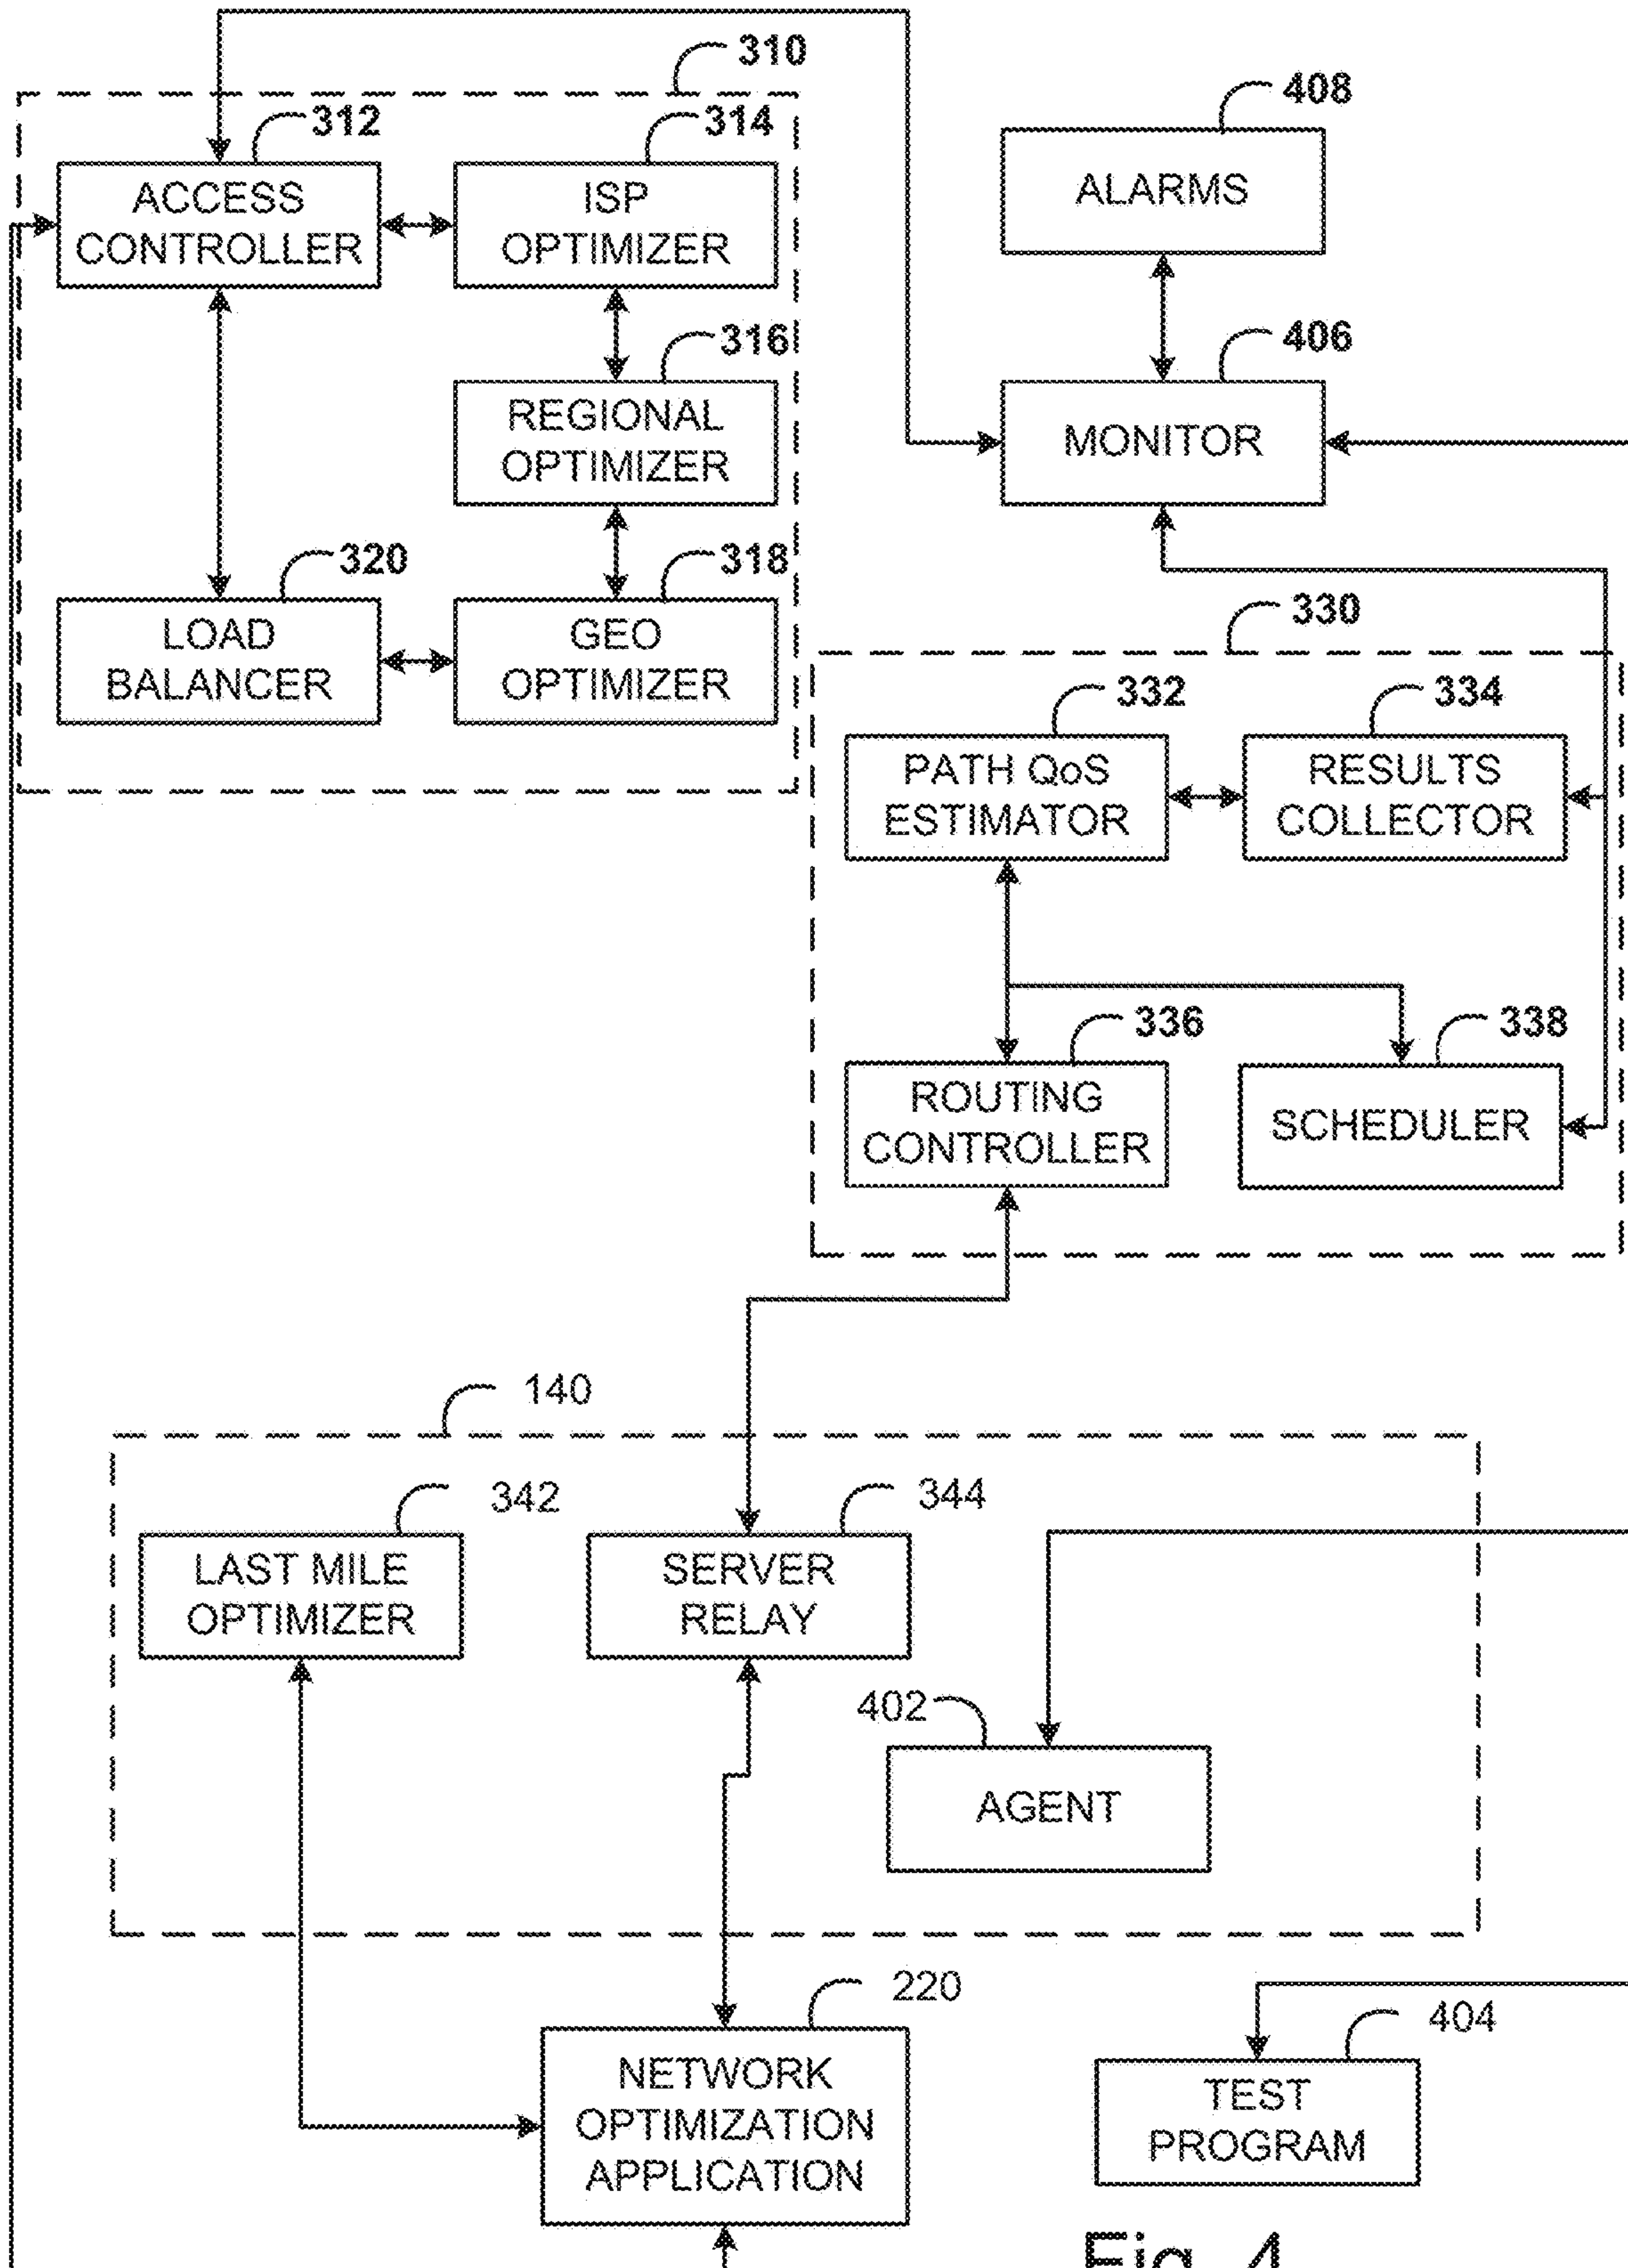 310
408
312
314
ACCESS
CONTROLLER
ISP
OPTIMIZER
ALARMS
316
406
REGIONAL
OPTIMIZER
MONITOR
320
318
LOAD
BALANCER
GEO
OPTIMIZER
330
332
334
PATH QoS
ESTIMATOR
RESULTS
COLLECTOR
336
338
ROUTING
CONTROLLER
SCHEDULER
140
342
344
LAST MILE
OPTIMIZER
SERVER
RELAY
402
AGENT
220
404
NETWORK
OPTIMIZATION
APPLICATION
TEST
PROGRAM
Fig. 4